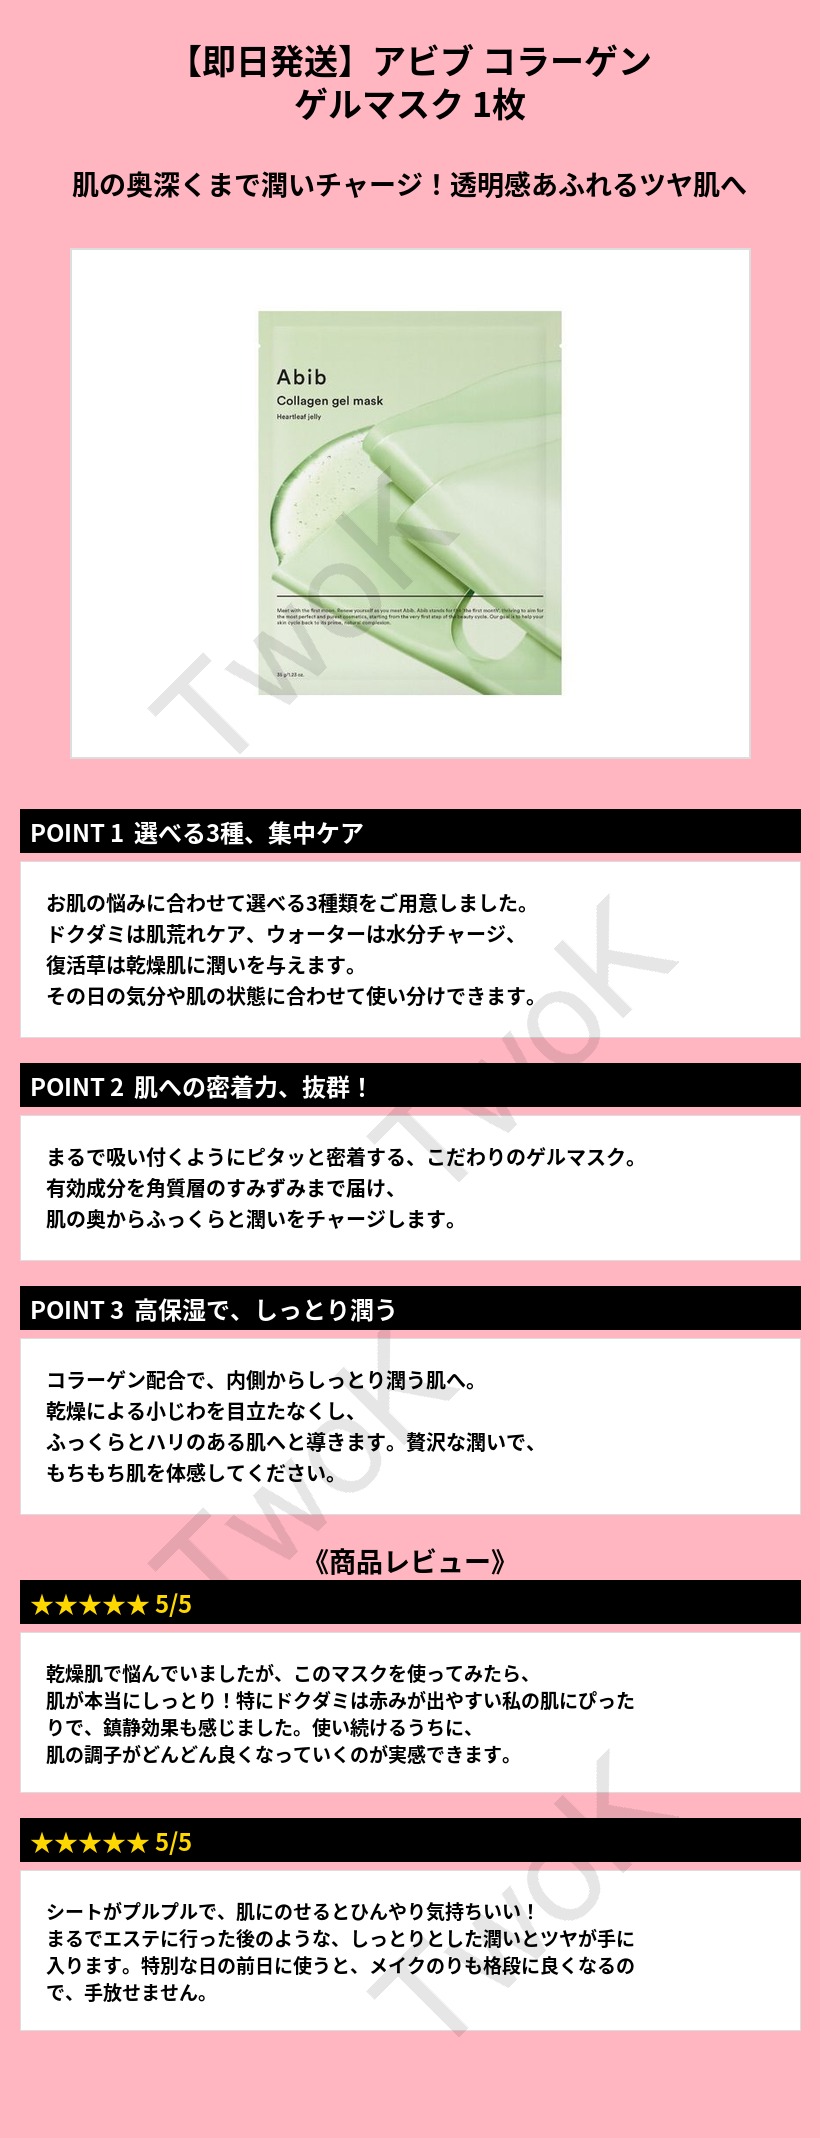 【即日発送】アビブ コラーゲン
ゲルマスク 1枚
肌の奥深くまで潤いチャージ！透明感あふれるツヤ肌へ
Abib
Collagen gel mask
Heartleaf jelly
Meet with the first moon. Renew yourself as you meet Abib. Abib stands for the 'the first month', thriving to aim for
the most perfect and purest cosmetics, starting from the very first step of the beauty cycle. Our goal is to help your
skin cycle back to its prime, natural complexion.
35 g/1.23 oz.
TwoK
POINT 1 選べる3種、集中ケア
お肌の悩みに合わせて選べる3種類をご用意しました。
ドクダミは肌荒れケア、ウォーターは水分チャージ、
復活草は乾燥肌に潤いを与えます。
その日の気分や肌の状態に合わせて使い分けできます。
TwoK
POINT 2 肌への密着力、抜群！
まるで吸い付くようにピタッと密着する、こだわりのゲルマスク。
有効成分を角質層のすみずみまで届け、
肌の奥からふっくらと潤いをチャージします。
POINT 3 高保湿で、しっとり潤う
コラーゲン配合で、内側からしっとり潤う肌へ。
乾燥による小じわを目立たなくし、
ふっくらとハリのある肌へと導きます。贅沢な潤いで、
もちもち肌を体感してください。
TwoK
《商品レビュー》
★★★★★ 5/5
乾燥肌で悩んでいましたが、このマスクを使ってみたら、
肌が本当にしっとり！特にドクダミは赤みが出やすい私の肌にぴった
りで、鎮静効果も感じました。使い続けるうちに、
肌の調子がどんどん良くなっていくのが実感できます。
★★★★★ 5/5
シートがプルプルで、肌にのせるとひんやり気持ちいい！
まるでエステに行った後のような、しっとりとした潤いとツヤが手に
入ります。特別な日の前日に使うと、メイクのりも格段に良くなるの
で、手放せません。
TwoK